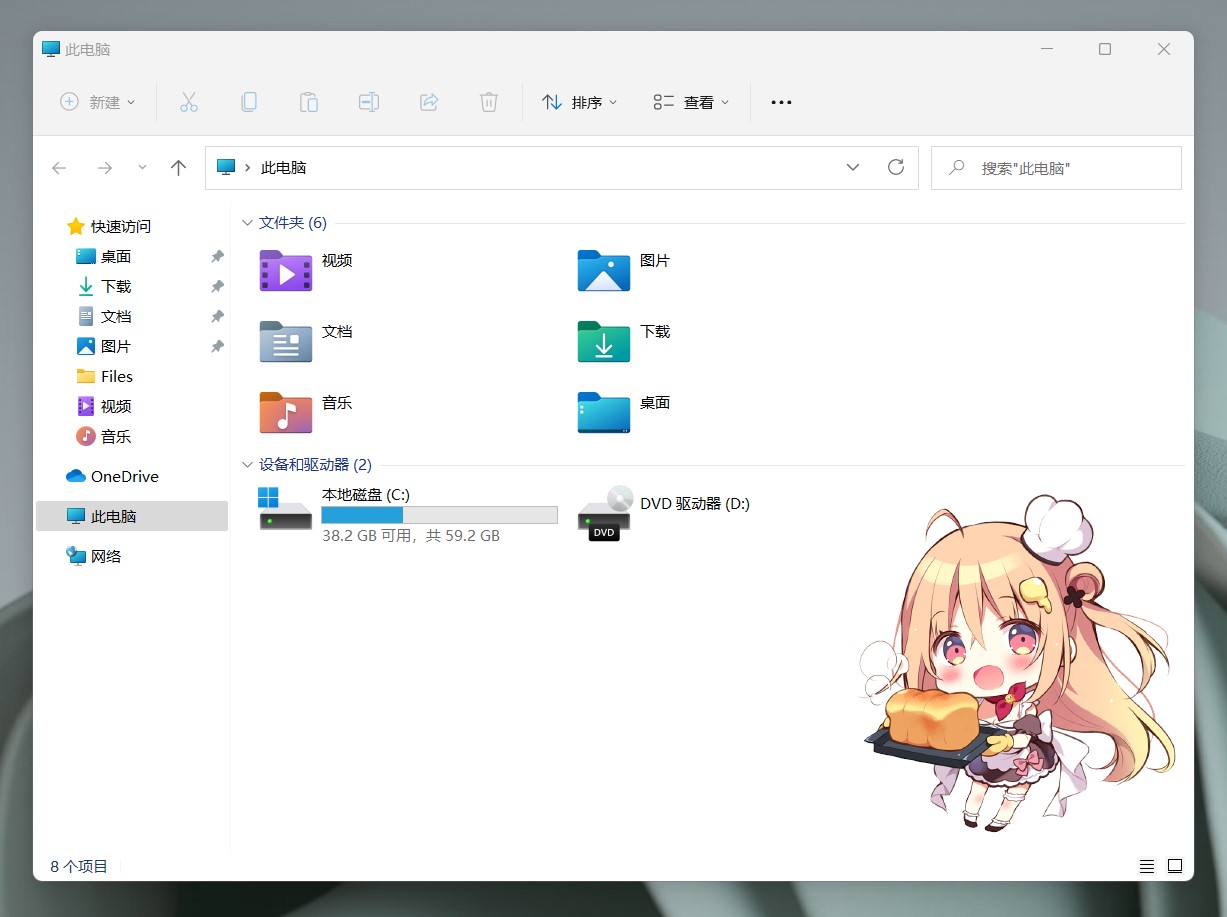 此电脑
新建
排序
查看
此电脑
搜索"此电脑"
快速访问
桌面
下载
文档
图片
Files
视频
音乐
OneDrive
此电脑
网络
文件夹 (6)
视频
图片
文档
下载
音乐
桌面
设备和驱动器 (2)
本地磁盘 (C:)
38.2 GB 可用，共 59.2 GB
DVD 驱动器 (D:)
DVD
8 个项目